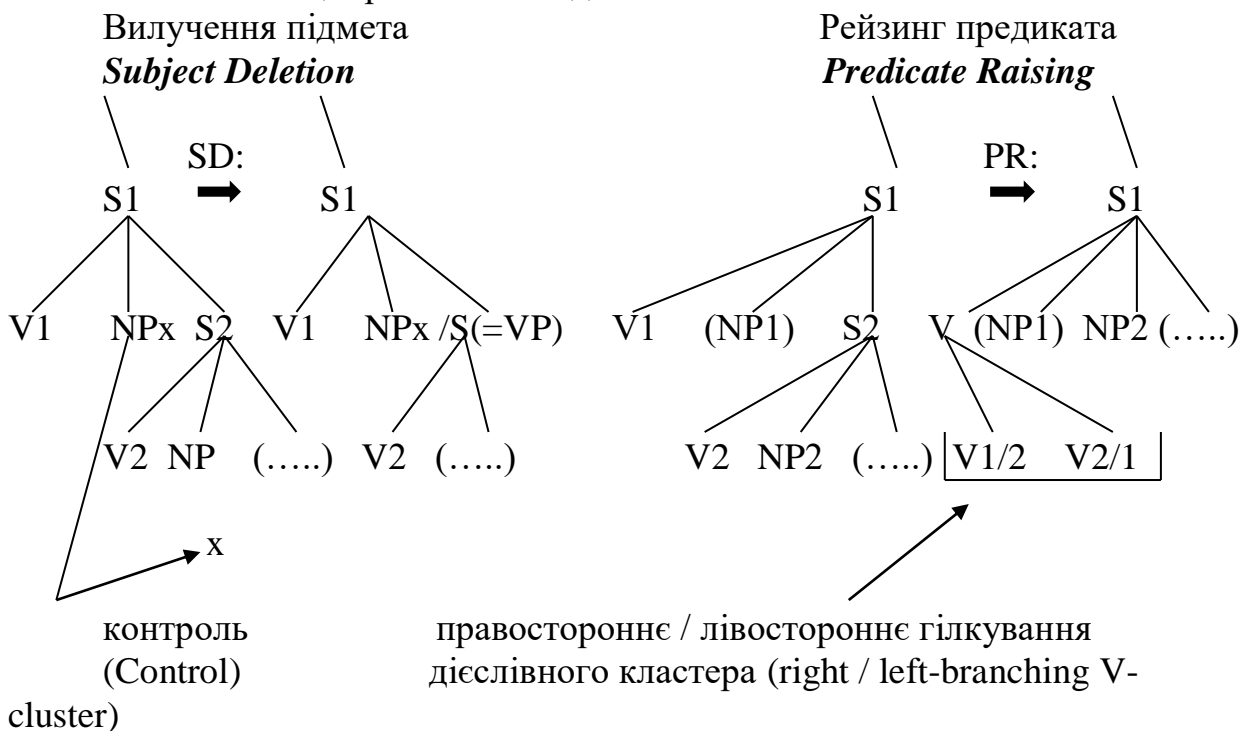 Вилучення підмета Рейзинг предиката
Subject Deletion Predicate Raising
SD: PR:
S1 S1 S1 S1
V1 NPx S2 V1 NPx /S(=VP) V1 (NP1) S2 V (NP1) NP2 (…..)
V2 NP (…..) V2 (…..) V2 NP2 (…..) V1/2 V2/1
x
контроль правостороннє / лівостороннє гілкування
(Control) дієслівного кластера (right / left-branching V-
cluster)